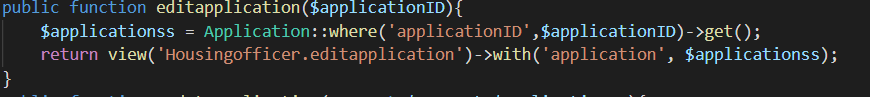 public function editapplication($applicationID){
$applicationss = Application::where('applicationID',$applicationID)->get();
return view('Housingofficer.editapplication')->with('application', $applicationss);
}